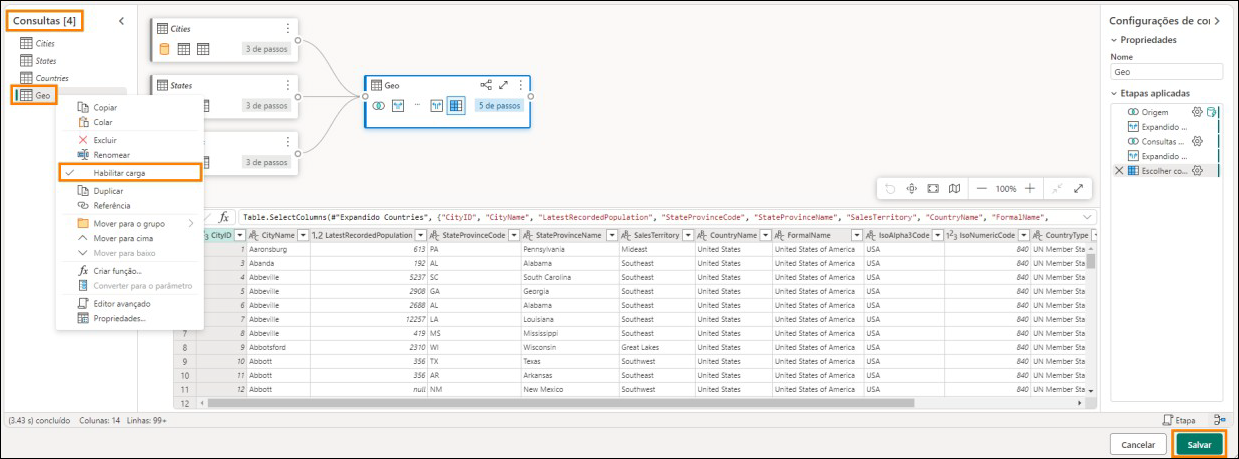 Consultas [4]
Cities
States
Countries
Geo
Copiar
Colar
Excluir
Renomear
Habilitar carga
Duplicar
Referência
Mover para o grupo
Mover para cima
Mover para baixo
Criar função...
Converter para o parâmetro
Editor avançado
Propriedades...
Cities
3 de passos
States
3 de passos
3 de passos
Geo
5 de passos
100%
fx Table.SelectColumns(#"Expandido Countries", {"CityID", "CityName", "LatestRecordedPopulation", "StateProvinceCode", "StateProvinceName", "SalesTerritory", "CountryName", "FormalName",
CityID CityName LatestRecordedPopulation StateProvinceCode StateProvinceName SalesTerritory CountryName FormalName IsoAlpha3Code IsoNumericCode CountryType
1 Aaronsburg 613 PA Pennsylvania Mideast United States United States of America USA 840 UN Member Sta
3 Abanda 192 AL Alabama Southeast United States United States of America USA 840 UN Member Sta
4 Abbeville 5237 SC South Carolina Southeast United States United States of America USA 840 UN Member Sta
5 Abbeville 2908 GA Georgia Southeast United States United States of America USA 840 UN Member Sta
6 Abbeville 2688 AL Alabama Southeast United States United States of America USA 840 UN Member Sta
7 Abbeville 12257 LA Louisiana Southeast United States United States of America USA 840 UN Member Sta
7 8 Abbeville 419 MS Mississippi Southeast United States United States of America USA 840 UN Member Sta
8 9 Abbotsford 2310 WI Wisconsin Great Lakes United States United States of America USA 840 UN Member Sta
9 10 Abbott 356 TX Texas Southwest United States United States of America USA 840 UN Member Sta
10 11 Abbott 356 AR Arkansas Southeast United States United States of America USA 840 UN Member Sta
11 12 Abbott null NM New Mexico Southwest United States United States of America USA 840 UN Member Sta
12
Configurações de co
Propriedades
Nome
Geo
Etapas aplicadas
Origem
Expandido ...
Consultas ...
Expandido ...
Escolher co...
(3.43 s) concluído Colunas: 14 Linhas: 99+
Etapa
Cancelar
Salvar